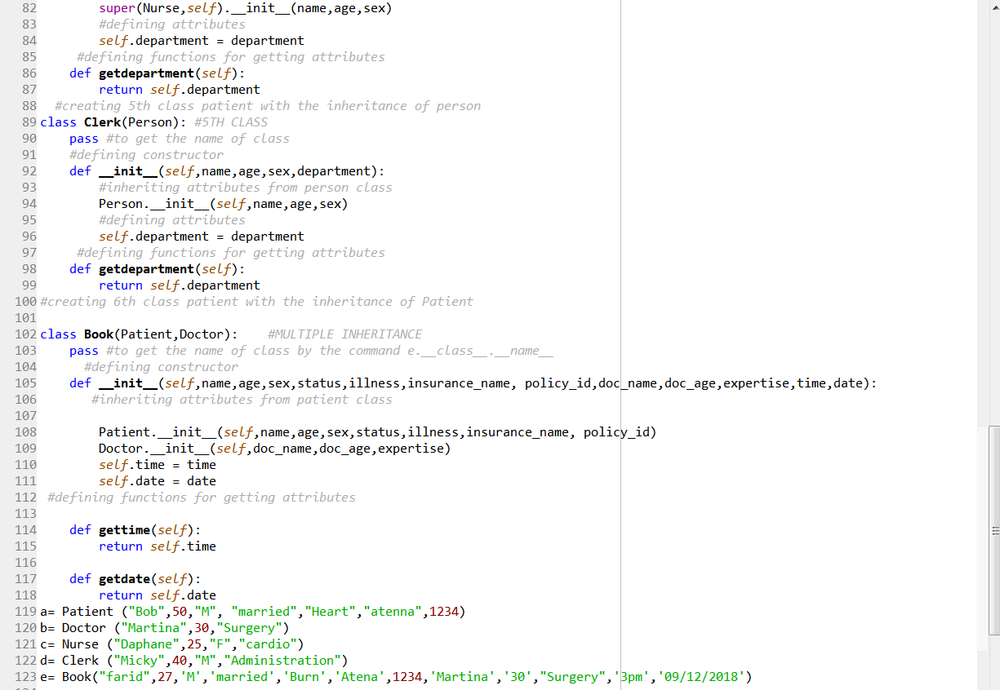 82         super(Nurse,self).__init__(name,age,sex)
83         #defining attributes
84         self.department = department
85      #defining functions for getting attributes
86     def getdepartment(self):
87         return self.department
88   #creating 5th class patient with the inheritance of person
89 class Clerk(Person): #5TH CLASS
90     pass #to get the name of class
91     #defining constructor
92     def __init__(self,name,age,sex,department):
93         #inheriting attributes from person class
94         Person.__init__(self,name,age,sex)
95         #defining attributes
96         self.department = department
97      #defining functions for getting attributes
98     def getdepartment(self):
99         return self.department
100 #creating 6th class patient with the inheritance of Patient
101
102 class Book(Patient,Doctor):    #MULTIPLE INHERITANCE
103     pass #to get the name of class by the command e.__class__.__name__
104       #defining constructor
105     def __init__(self,name,age,sex,status,illness,insurance_name, policy_id,doc_name,doc_age,expertise,time,date):
106        #inheriting attributes from patient class
107
108         Patient.__init__(self,name,age,sex,status,illness,insurance_name, policy_id)
109         Doctor.__init__(self,doc_name,doc_age,expertise)
110         self.time = time
111         self.date = date
112  #defining functions for getting attributes
113
114     def gettime(self):
115         return self.time
116
117     def getdate(self):
118         return self.date
119 a= Patient ("Bob",50,"M", "married","Heart","atenna",1234)
120 b= Doctor ("Martina",30,"Surgery")
121 c= Nurse ("Daphane",25,"F","cardio")
122 d= Clerk ("Micky",40,"M","Administration")
123 e= Book("farid",27,'M','married','Burn','Atena',1234,'Martina','30',"Surgery",'3pm','09/12/2018')